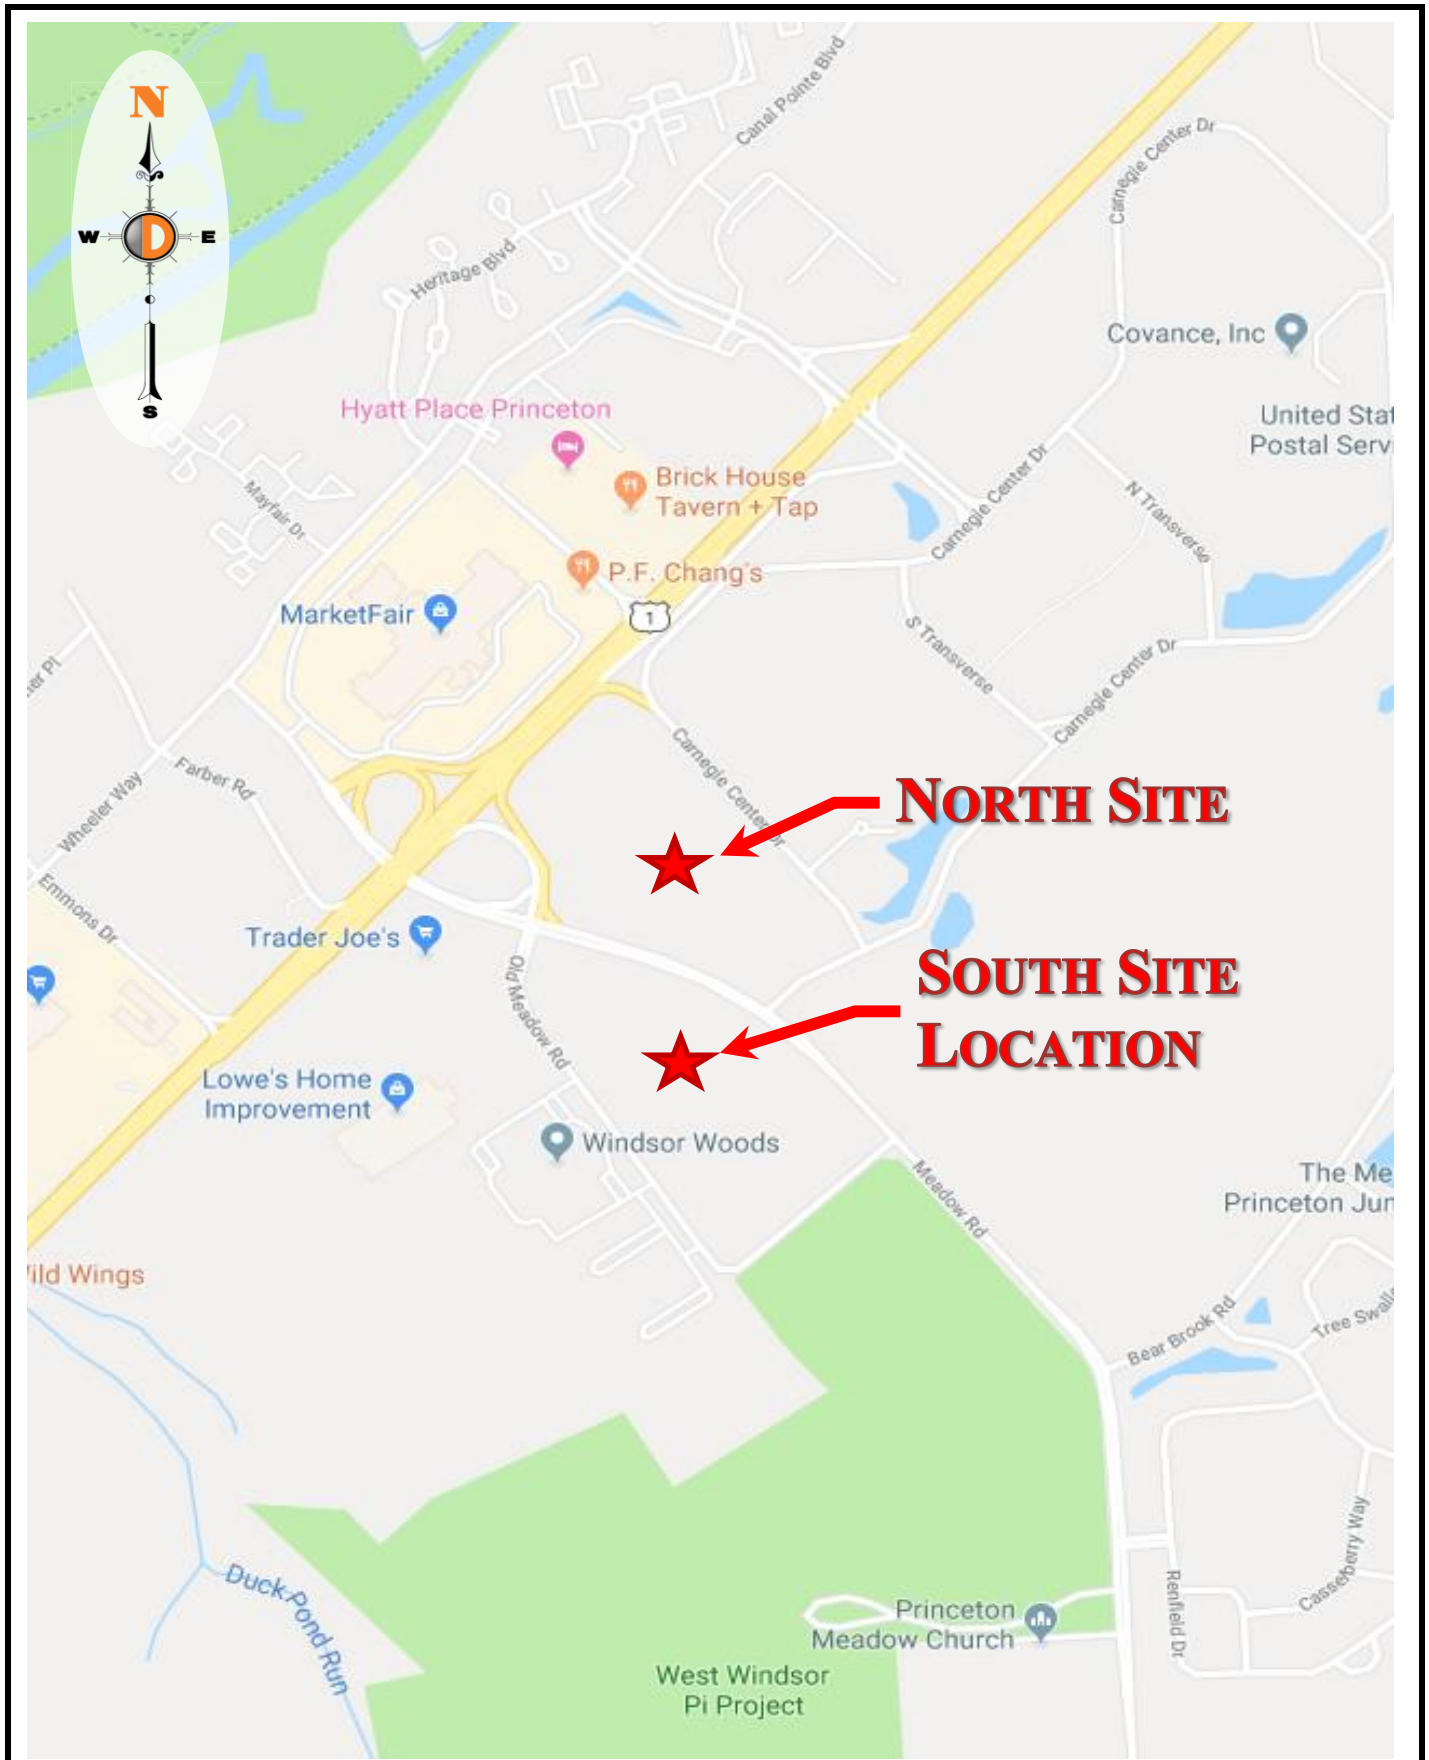 Canal Pointe Blvd
N
W
D
E
S
Carnegie Center Dr
Heritage Blvd
Covance, Inc
Hyatt Place Princeton
United Stat
Postal Servi
Brick House
Tavern + Tap
Carnegie Center Dr
N Transverse
Mayfair Dr
P.F. Chang's
MarketFair
1
S Transverse
Carnegie Center Dr
er Pl
Carnegie Center Dr
Farber Rd
Wheeler Way
NORTH SITE
Emmons Dr
Trader Joe's
Old Meadow Rd
SOUTH SITE
LOCATION
Lowe's Home
Improvement
Windsor Woods
Meadow Rd
The Me
Princeton Jun
ild Wings
Bear Brook Rd
Tree Swall
Duck Pond Run
Casselberry Way
Renfield Dr
Princeton
Meadow Church
West Windsor
Pi Project